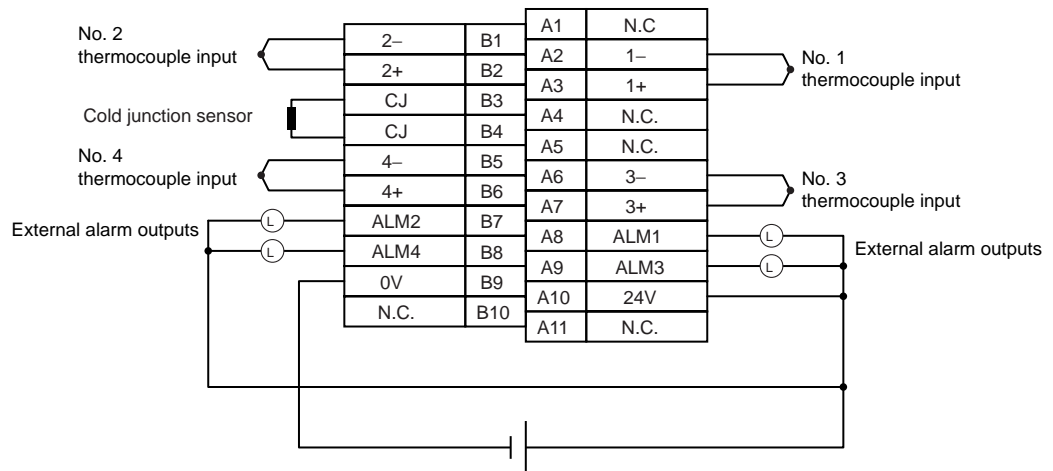 No. 2
thermocouple input
Cold junction sensor
No. 4
thermocouple input
External alarm outputs
L
L
2– B1
2+ B2
CJ B3
CJ B4
4– B5
4+ B6
ALM2 B7
ALM4 B8
0V B9
N.C. B10
A1 N.C
A2 1–
A3 1+
A4 N.C.
A5 N.C.
A6 3–
A7 3+
A8 ALM1
A9 ALM3
A10 24V
A11 N.C.
No. 1
thermocouple input
No. 3
thermocouple input
L
L
External alarm outputs